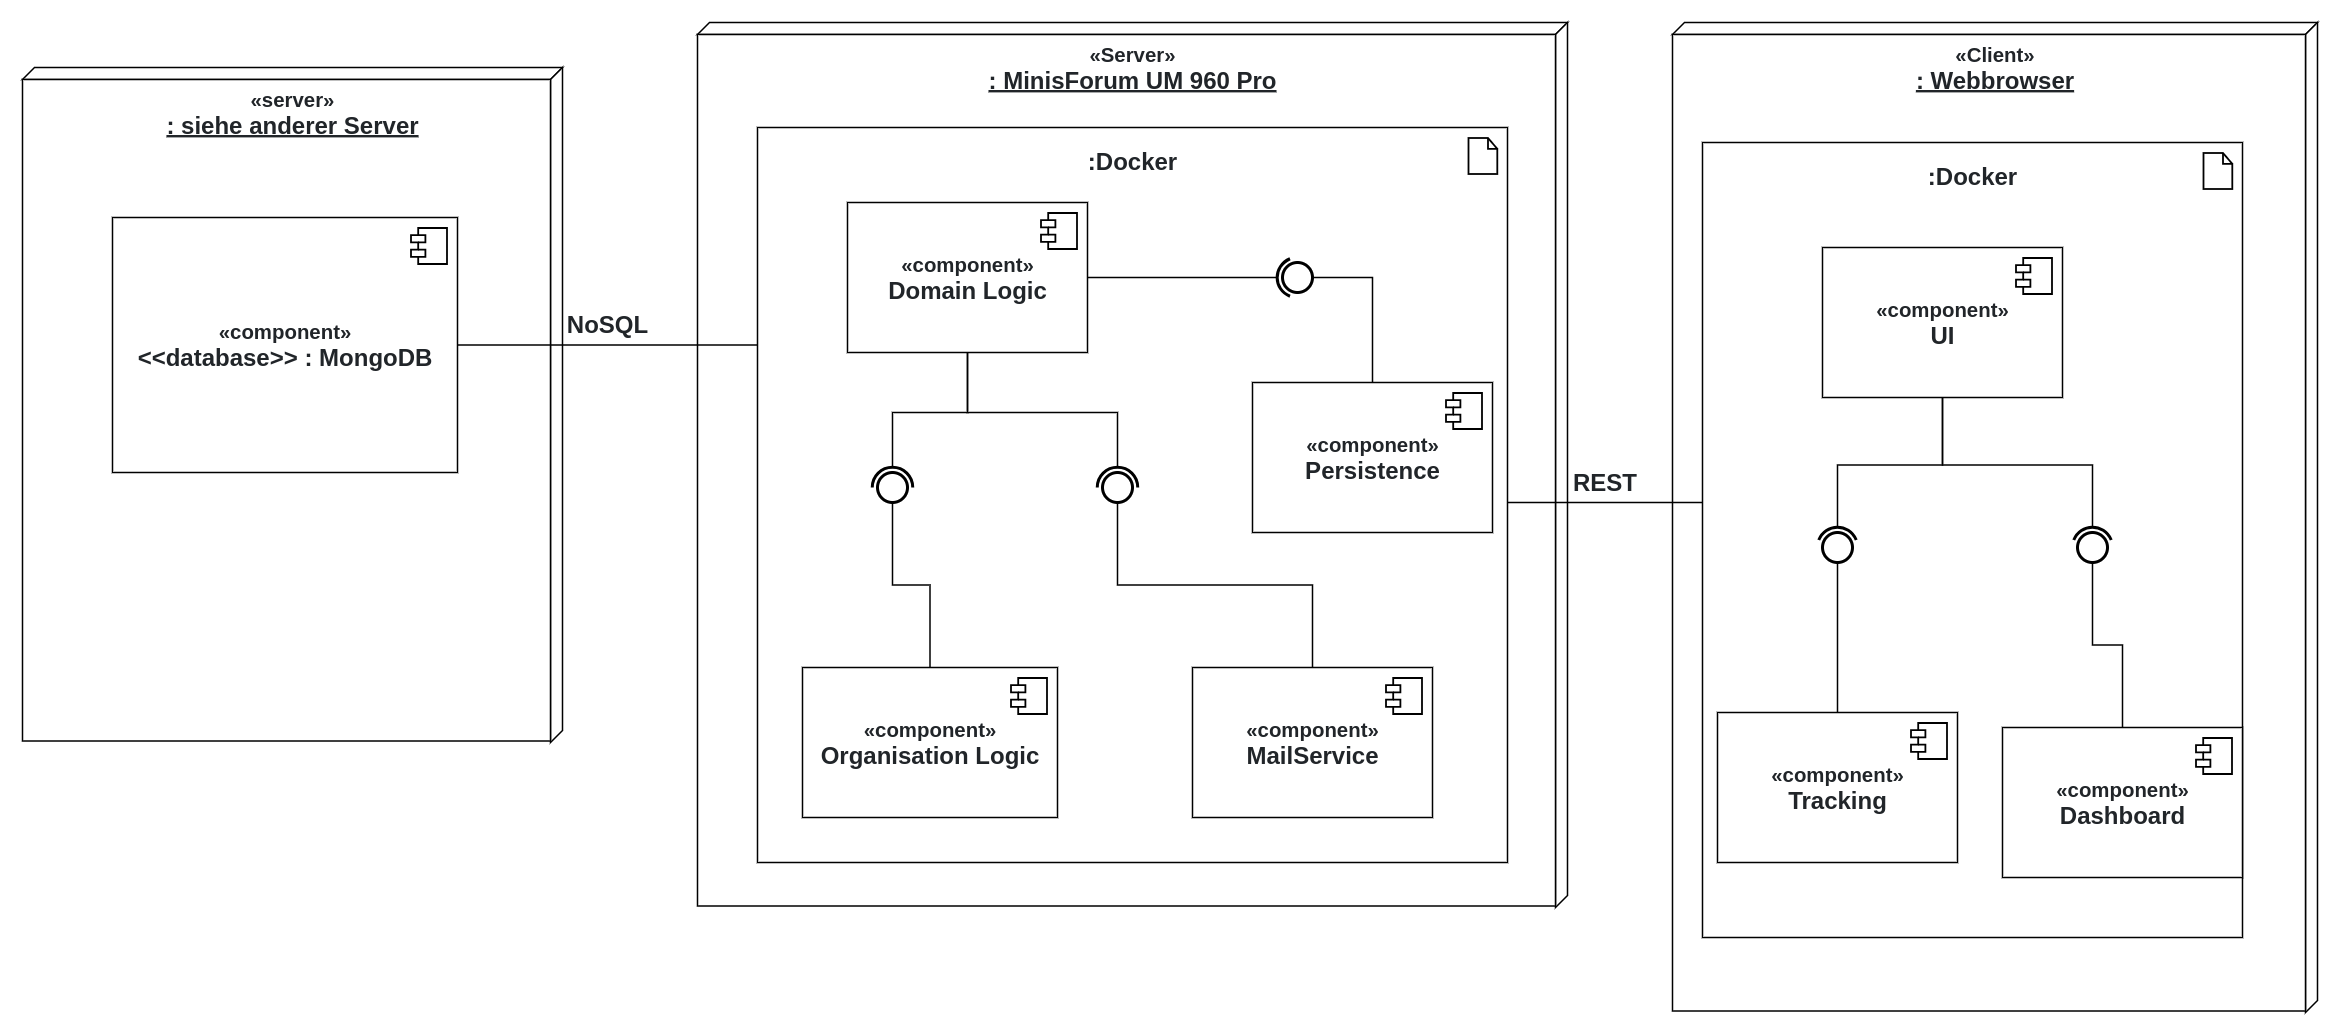 «server»
: siehe anderer Server
«component»
<<database>> : MongoDB
NoSQL
«Server»
: MinisForum UM 960 Pro
:Docker
«component»
Domain Logic
«component»
Persistence
«component»
Organisation Logic
«component»
MailService
REST
«Client»
: Webbrowser
:Docker
«component»
UI
«component»
Tracking
«component»
Dashboard